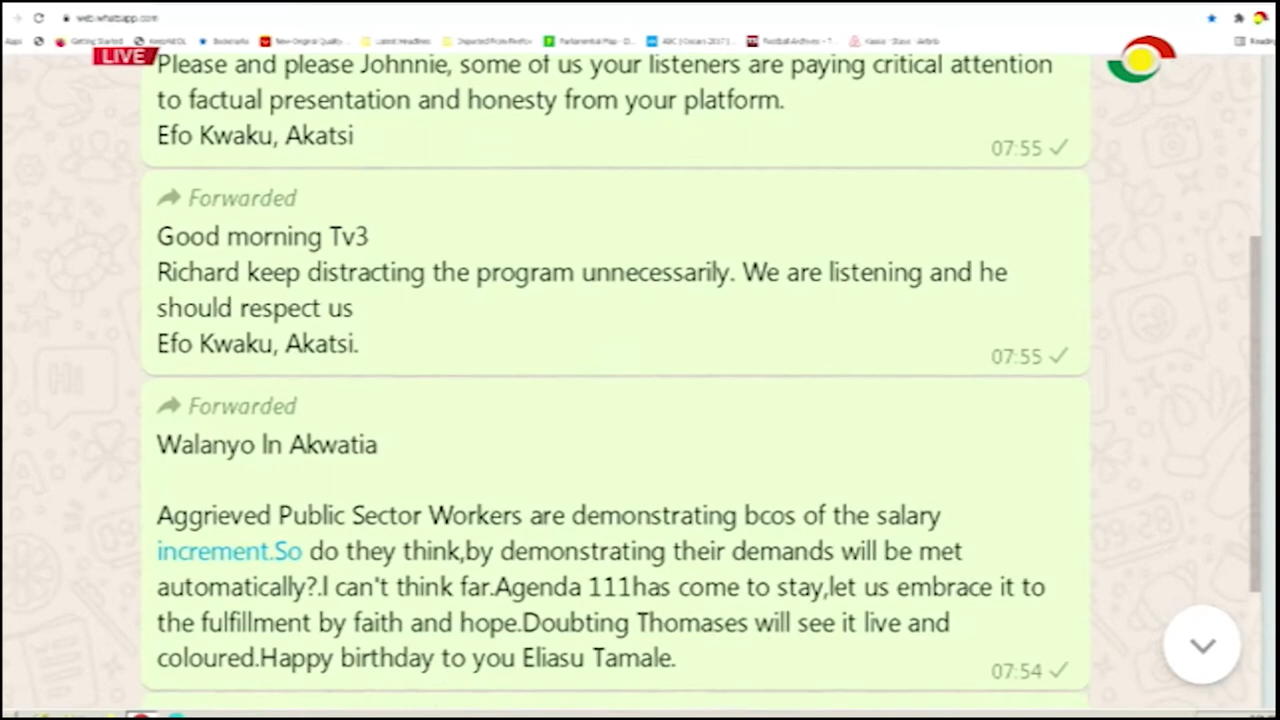 web.whatsapp.com
Apps
Getting Started
Bookmarks
Latest Headlines
Imported From Firefox
LIVE
Please and please Johnnie, some of us your listeners are paying critical attention
to factual presentation and honesty from your platform.
Efo Kwaku, Akatsi
07:55
Forwarded
Good morning Tv3
Richard keep distracting the program unnecessarily. We are listening and he
should respect us
Efo Kwaku, Akatsi.
07:55
Forwarded
Walanyo In Akwatia
Aggrieved Public Sector Workers are demonstrating bcos of the salary
increment.So do they think,by demonstrating their demands will be met
automatically?.I can't think far.Agenda 111has come to stay,let us embrace it to
the fulfillment by faith and hope.Doubting Thomases will see it live and
coloured.Happy birthday to you Eliasu Tamale.
07:54